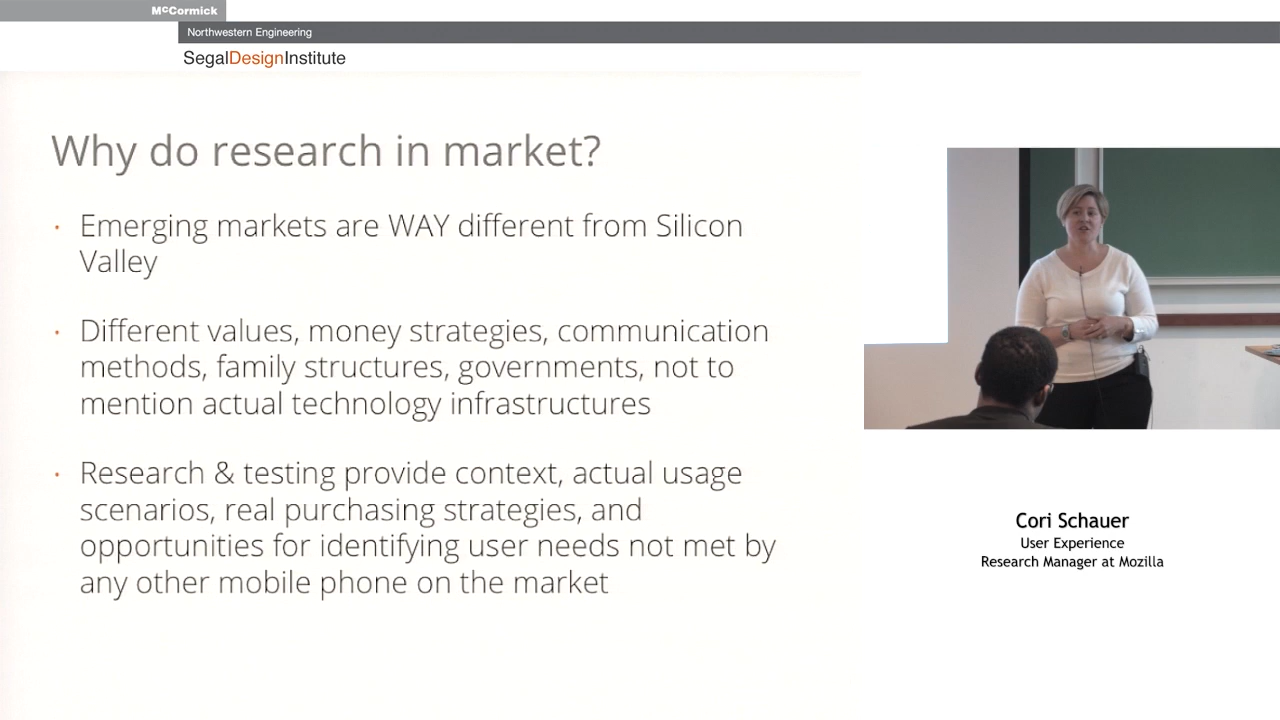 McCormick
Northwestern Engineering
SegalDesignInstitute
Why do research in market?
· Emerging markets are WAY different from Silicon
Valley
· Different values, money strategies, communication
methods, family structures, governments, not to
mention actual technology infrastructures
· Research & testing provide context, actual usage
scenarios, real purchasing strategies, and
opportunities for identifying user needs not met by
any other mobile phone on the market
Cori Schauer
User Experience
Research Manager at Mozilla